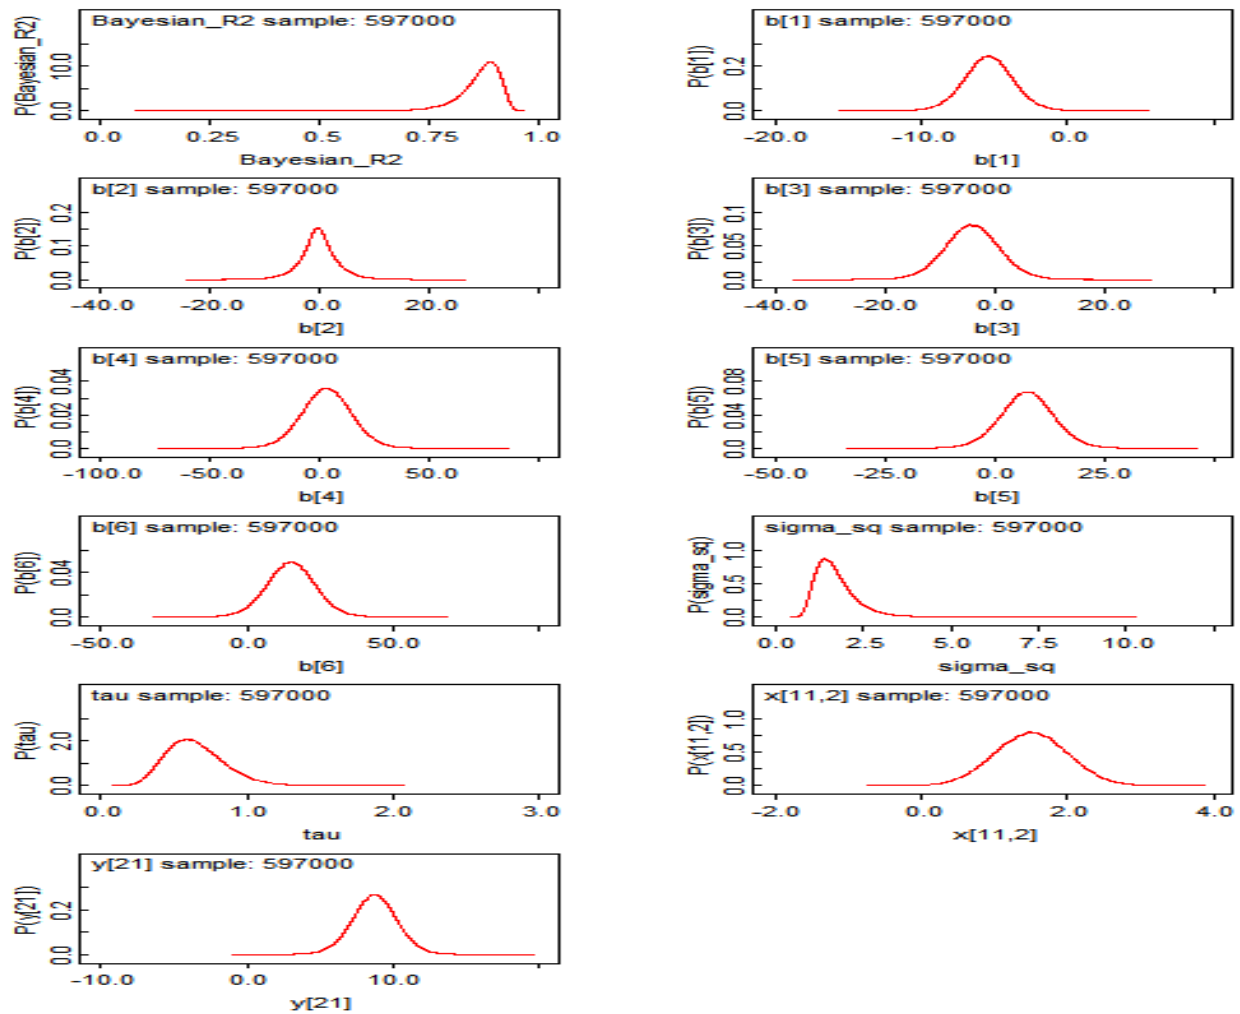 Bayesian_R2 sample: 597000
P(Bayesian_R2)
10.0
0.0
0.0 0.25 0.5 0.75 1.0
Bayesian_R2
b[1] sample: 597000
P(b[1])
0.2
0.0
-20.0 -10.0 0.0
b[1]
b[2] sample: 597000
P(b[2])
0.2
0.1
0.0
-40.0 -20.0 0.0 20.0
b[2]
b[3] sample: 597000
P(b[3])
0.1
0.05
0.0
-40.0 -20.0 0.0 20.0
b[3]
b[4] sample: 597000
P(b[4])
0.04
0.02
0.0
-100.0 -50.0 0.0 50.0
b[4]
b[5] sample: 597000
P(b[5])
0.08
0.04
0.0
-50.0 -25.0 0.0 25.0
b[5]
b[6] sample: 597000
P(b[6])
0.04
0.0
-50.0 0.0 50.0
b[6]
sigma_sq sample: 597000
P(sigma_sq)
1.0
0.5
0.0
0.0 2.5 5.0 7.5 10.0
sigma_sq
tau sample: 597000
P(tau)
2.0
0.0
0.0 1.0 2.0 3.0
tau
x[11,2] sample: 597000
P(x[11,2])
1.0
0.5
0.0
-2.0 0.0 2.0 4.0
x[11,2]
y[21] sample: 597000
P(y[21])
0.2
0.0
-10.0 0.0 10.0
y[21]